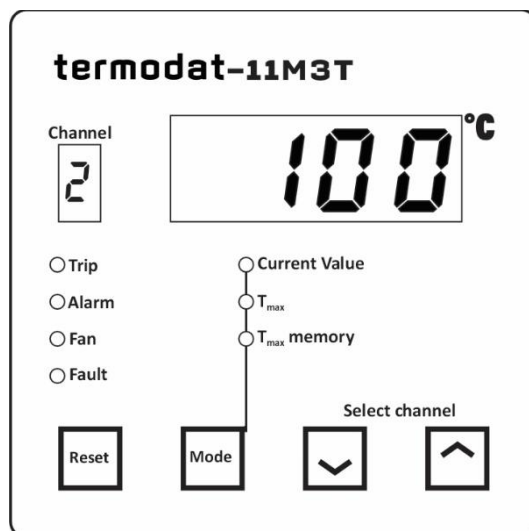 termodat-11M3T
Channel
2
100
°C
Trip
Alarm
Fan
Fault
Current Value
Tmax
Tmax memory
Select channel
Reset
Mode